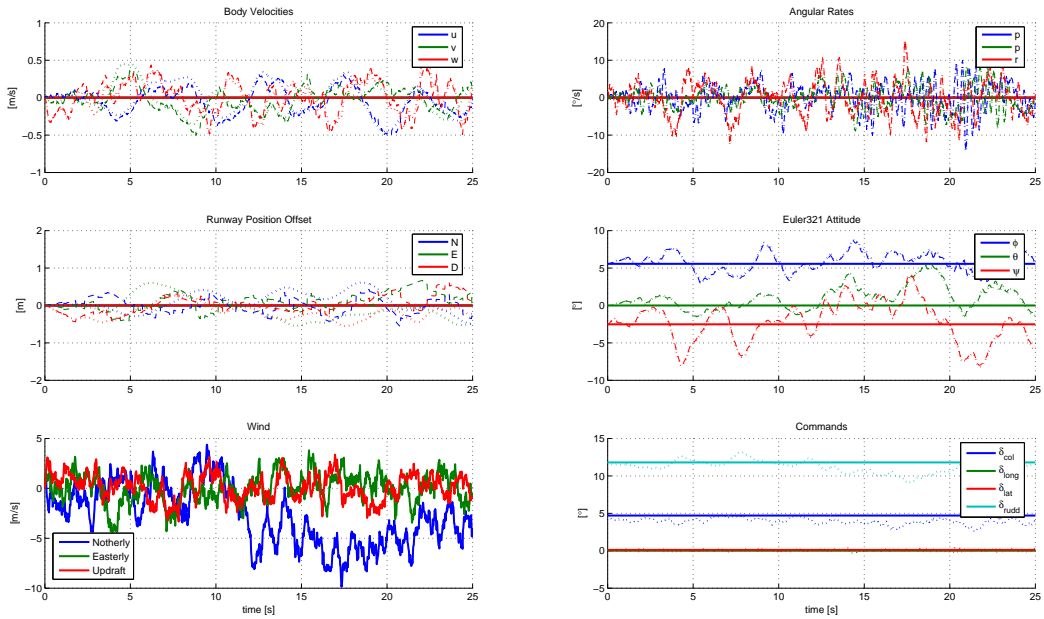 Body Velocities
1
0.5
0
−0.5
−1
[m/s]
0 5 10 15 20 25
u
v
w
Angular Rates
20
10
0
−10
−20
[°/s]
0 5 10 15 20 25
p
p
r
Runway Position Offset
2
1
0
−1
−2
[m]
0 5 10 15 20 25
N
E
D
Euler321 Attitude
10
5
0
−5
−10
[°]
0 5 10 15 20 25
ϕ
θ
ψ
Wind
5
0
−5
−10
[m/s]
0 5 10 15 20 25
time [s]
Notherly
Easterly
Updraft
Commands
15
10
5
0
−5
[°]
0 5 10 15 20 25
time [s]
δcol
δlong
δlat
δrudd